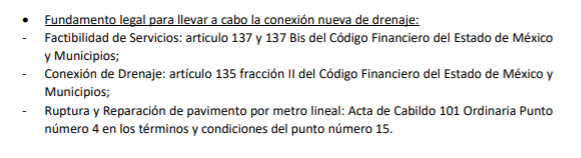 • Fundamento legal para llevar a cabo la conexión nueva de drenaje:
- Factibilidad de Servicios: articulo 137 y 137 Bis del Código Financiero del Estado de México
y Municipios;
- Conexión de Drenaje: artículo 135 fracción II del Código Financiero del Estado de México y
Municipios;
- Ruptura y Reparación de pavimento por metro lineal: Acta de Cabildo 101 Ordinaria Punto
número 4 en los términos y condiciones del punto número 15.